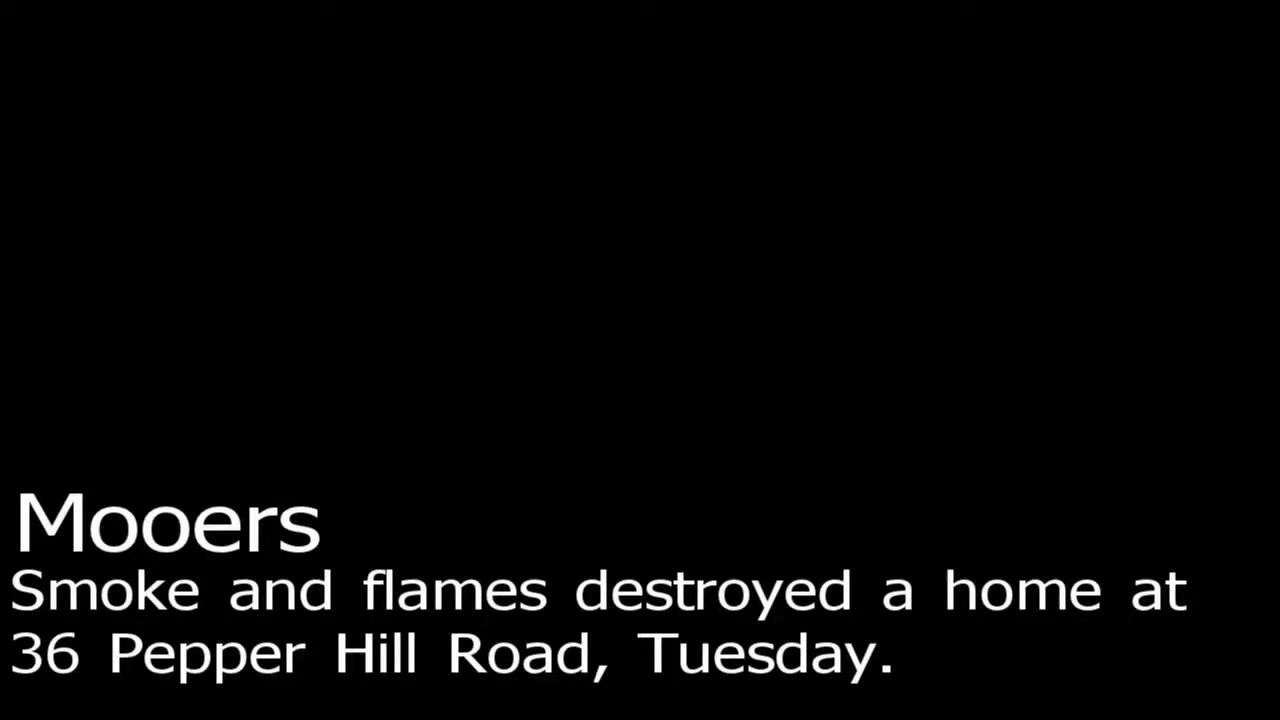 Mooers
Smoke and flames destroyed a home at
36 Pepper Hill Road, Tuesday.